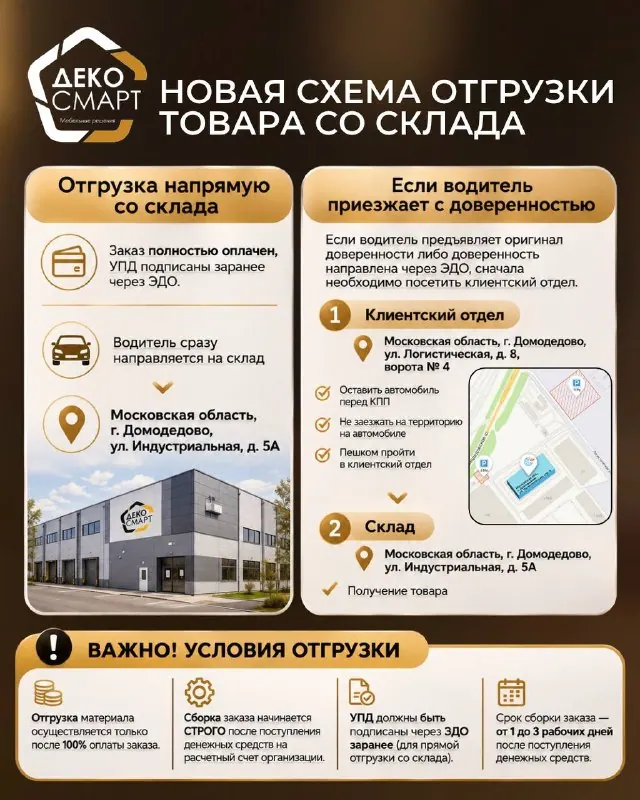 ДЕКО
СМАРТ
Мебельные решения
НОВАЯ СХЕМА ОТГРУЗКИ
ТОВАРА СО СКЛАДА
Отгрузка напрямую
со склада
Заказ полностью оплачен,
УПД подписаны заранее
через ЭДО.
Водитель сразу
направляется на склад
Московская область,
г. Домодедово,
ул. Индустриальная, д. 5А
ДЕКО
СМАРТ
Если водитель
приезжает с доверенностью
Если водитель предъявляет оригинал
доверенности либо доверенность
направлена через ЭДО, сначала
необходимо посетить клиентский отдел.
1 Клиентский отдел
Московская область, г. Домодедово,
ул. Логистическая, д. 8,
ворота № 4
Оставить автомобиль
перед КПП
Не заезжать на территорию
на автомобиле
Пешком пройти
в клиентский отдел
P
P
2 Склад
Московская область, г. Домодедово,
ул. Индустриальная, д. 5А
Получение товара
! ВАЖНО! УСЛОВИЯ ОТГРУЗКИ
Отгрузка материала
осуществляется только
после 100% оплаты заказа.
Сборка заказа начинается
СТРОГО после поступления
денежных средств на
расчетный счет организации.
УПД должны быть
подписаны через ЭДО
заранее (для прямой
отгрузки со склада).
Срок сборки заказа —
от 1 до 3 рабочих дней
после поступления
денежных средств.